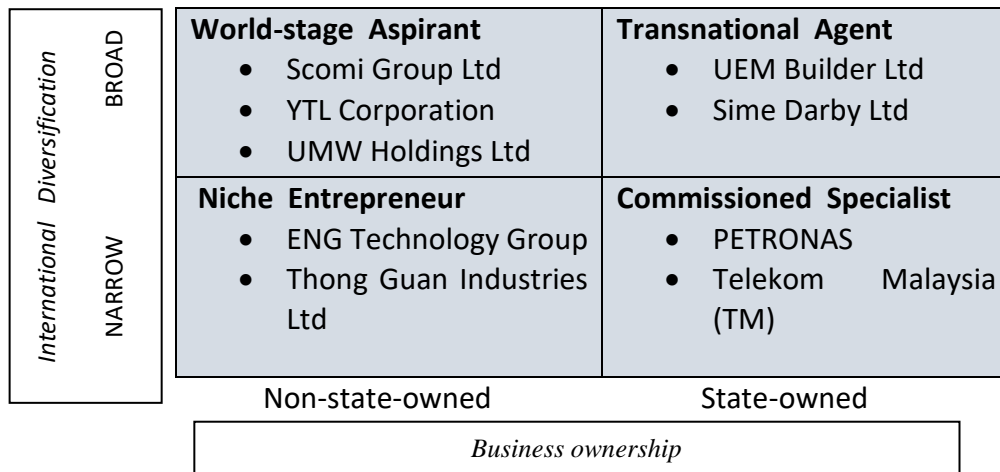 International Diversification
BROAD
NARROW
World-stage Aspirant
• Scomi Group Ltd
• YTL Corporation
• UMW Holdings Ltd
Transnational Agent
• UEM Builder Ltd
• Sime Darby Ltd
Niche Entrepreneur
• ENG Technology Group
• Thong Guan Industries
Ltd
Commissioned Specialist
• PETRONAS
• Telekom Malaysia
(TM)
Non-state-owned
State-owned
Business ownership